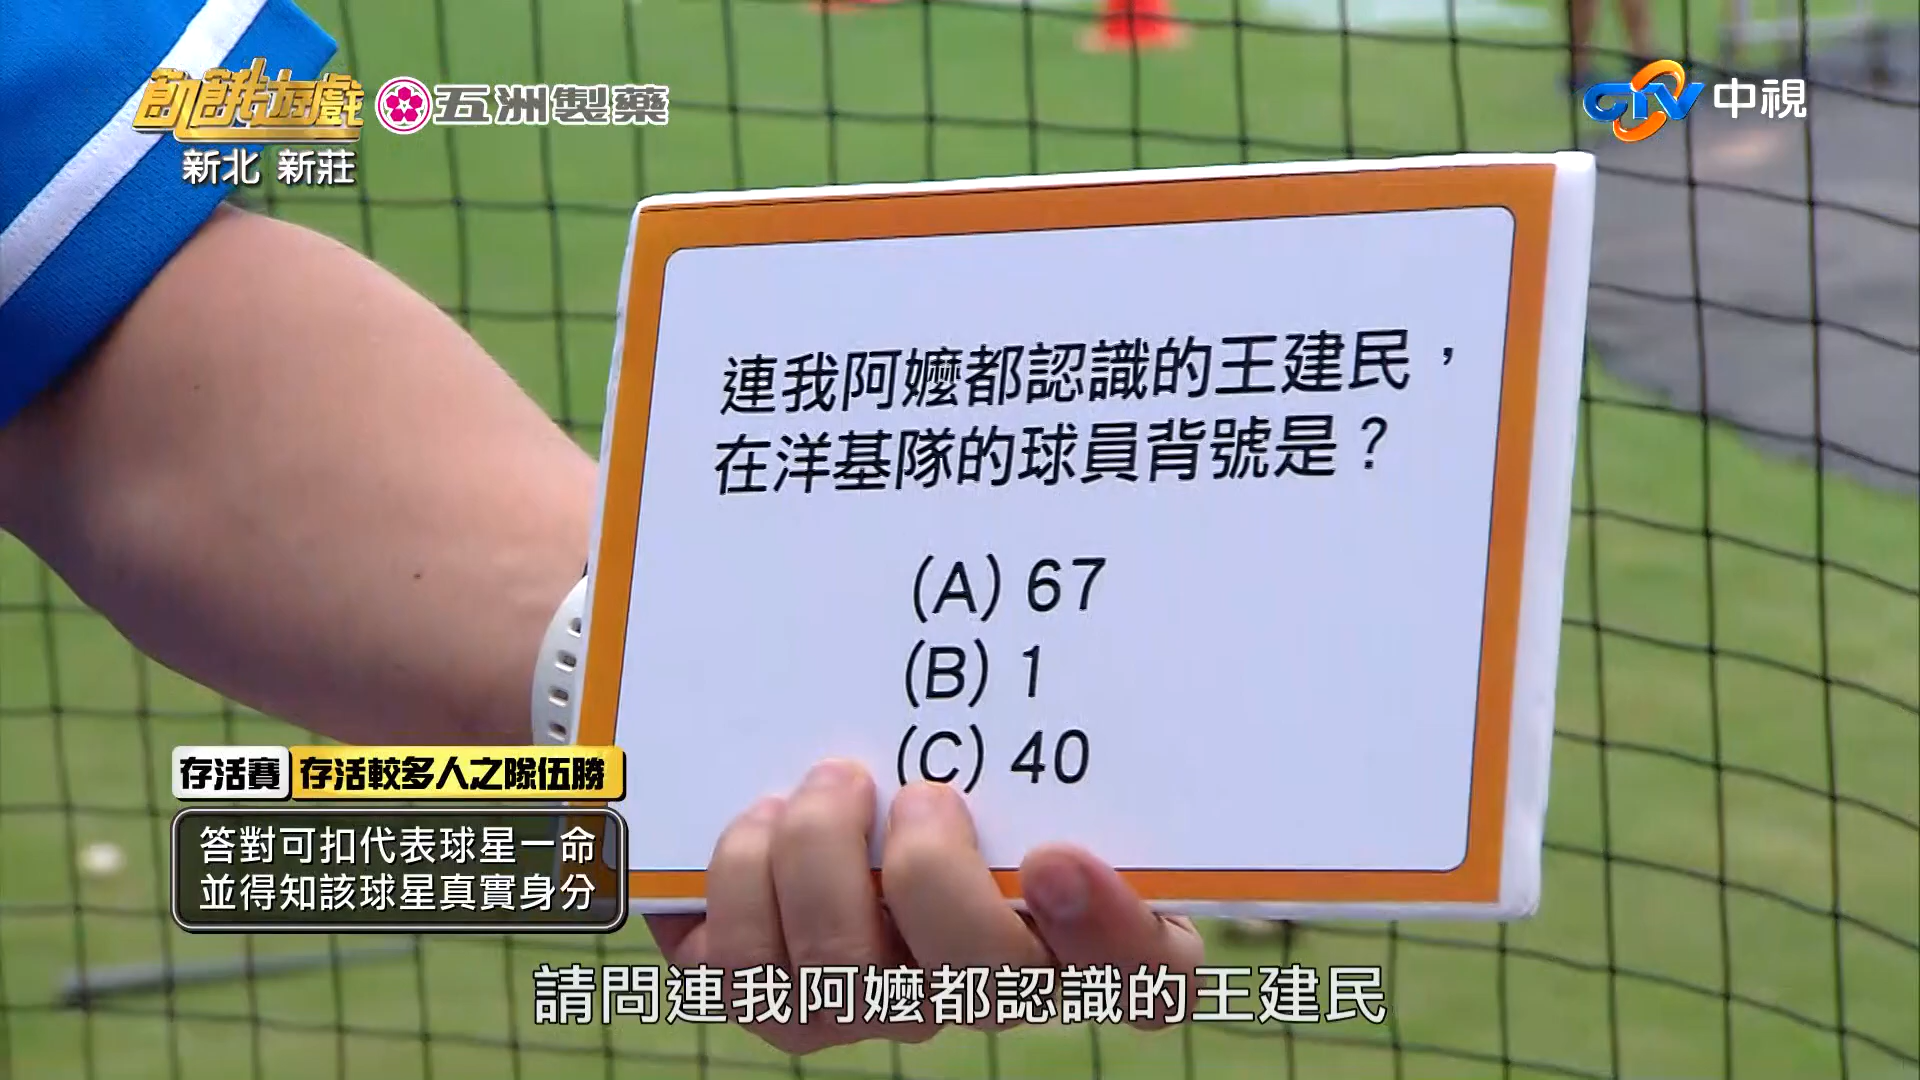 飢餓遊戲
五洲製藥
新北 新莊
CTV 中視
連我阿嬤都認識的王建民，
在洋基隊的球員背號是？
(A) 67
(B) 1
(C) 40
存活賽 存活較多人之隊伍勝
答對可扣代表球星一命
並得知該球星真實身分
請問連我阿嬤都認識的王建民